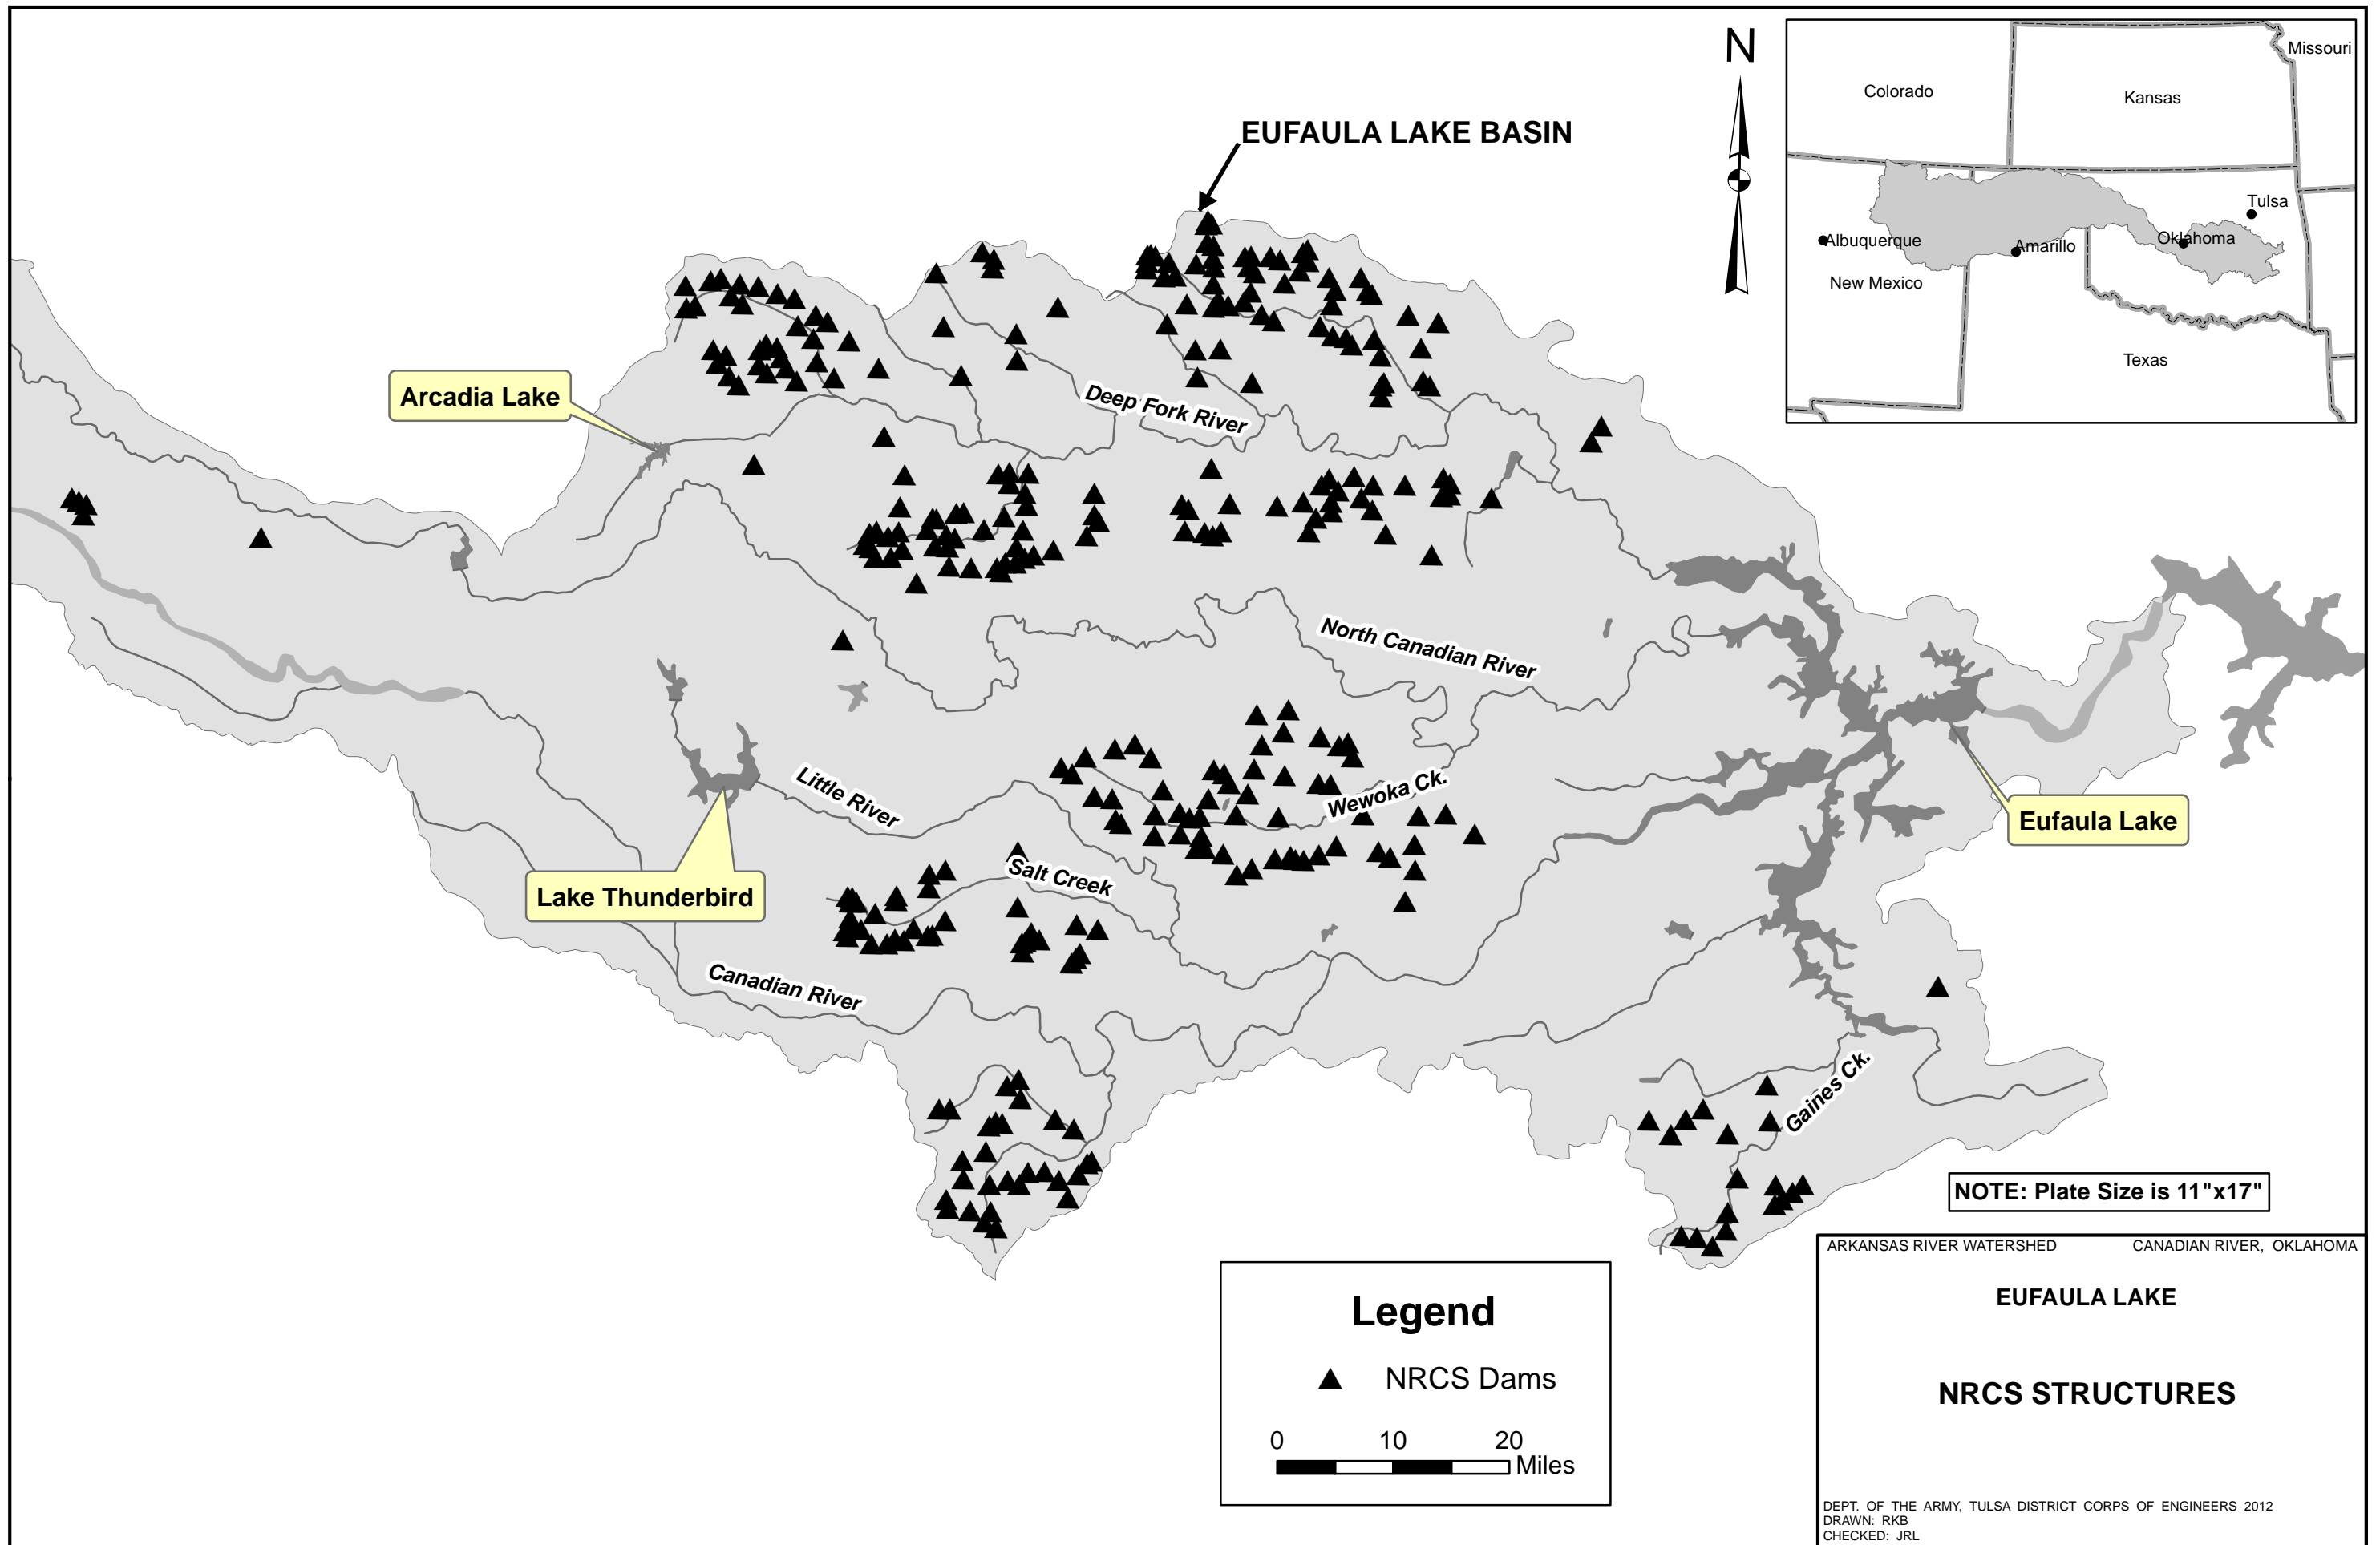 N
Missouri
Colorado
Kansas
Tulsa
Albuquerque
Amarillo
Oklahoma
New Mexico
Texas
EUFAULA LAKE BASIN
Arcadia Lake
Deep Fork River
North Canadian River
Little River
Wewoka Ck.
Eufaula Lake
Salt Creek
Lake Thunderbird
Canadian River
Gaines Ck.
NOTE: Plate Size is 11"x17"
Legend
NRCS Dams
0 10 20
Miles
ARKANSAS RIVER WATERSHED CANADIAN RIVER, OKLAHOMA
EUFAULA LAKE
NRCS STRUCTURES
DEPT. OF THE ARMY, TULSA DISTRICT CORPS OF ENGINEERS 2012
DRAWN: RKB
CHECKED: JRL